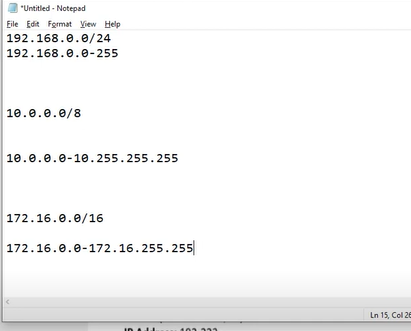 *Untitled - Notepad
File Edit Format View Help
192.168.0.0/24
192.168.0.0-255
10.0.0.0/8
10.0.0.0-10.255.255.255
172.16.0.0/16
172.16.0.0-172.16.255.255
Ln 15, Col 26